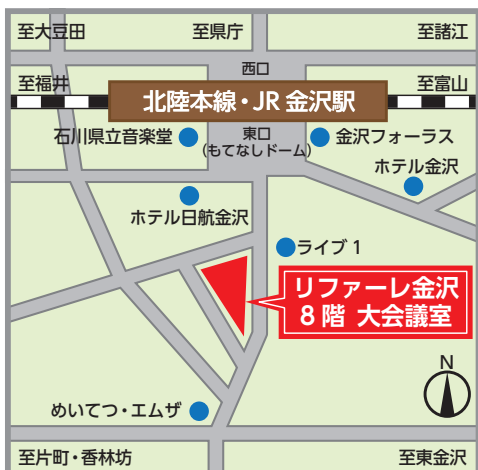 至大豆田
至県庁
至諸江
西口
至福井
至富山
北陸本線・JR 金沢駅
石川県立音楽堂
東口
(もてなしドーム)
金沢フォーラス
ホテル金沢
ホテル日航金沢
ライブ1
リファーレ金沢
8階 大会議室
N
めいてつ・エムザ
至片町・香林坊
至東金沢